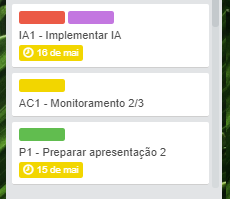 IA1 - Implementar IA
16 de mai
AC1 - Monitoramento 2/3
P1 - Preparar apresentação 2
15 de mai